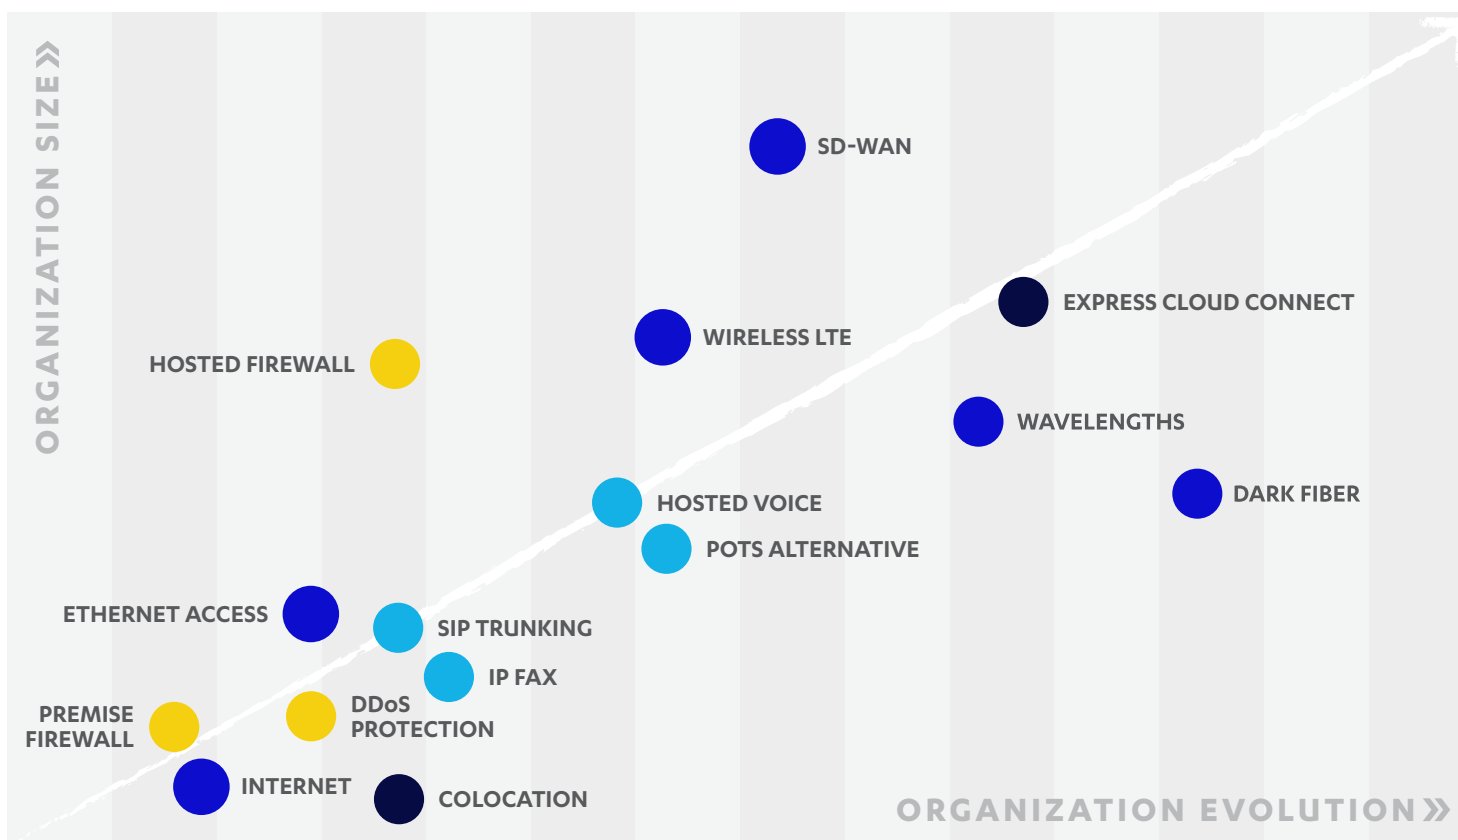 ORGANIZATION SIZE »
SD-WAN
EXPRESS CLOUD CONNECT
WIRELESS LTE
HOSTED FIREWALL
WAVELENGTHS
DARK FIBER
HOSTED VOICE
POTS ALTERNATIVE
ETHERNET ACCESS
SIP TRUNKING
IP FAX
DDoS
PROTECTION
PREMISE
FIREWALL
INTERNET
COLOCATION
ORGANIZATION EVOLUTION »